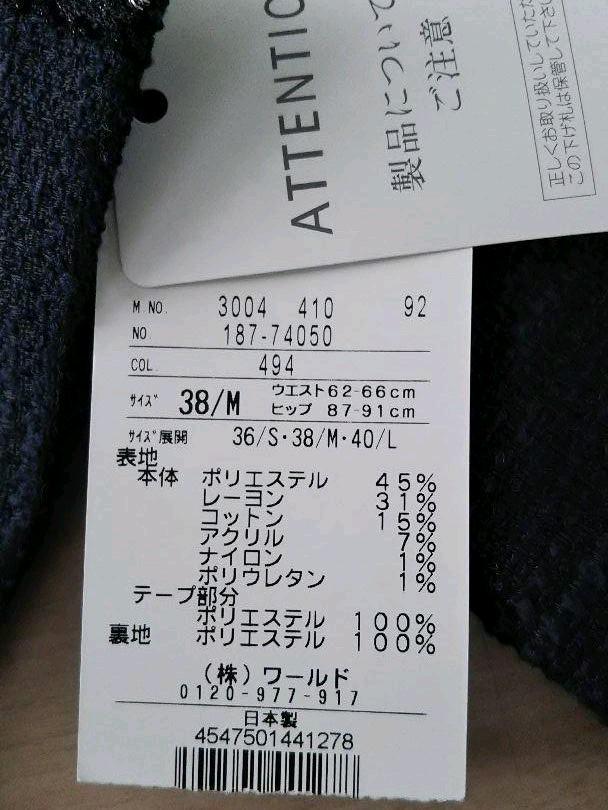 ATTENTIO
製品につい
ご注意
正しくお取り扱いしていただ
この下げ札は保管して下さ
M.NO. 3004 410 92
NO 187-74050
COL. 494
ｻｲｽﾞ 38/M ウエスト62-66cm
ヒップ 87-91cm
ｻｲｽﾞ展開 36/S・38/M・40/L
表地
本体 ポリエステル 45%
レーヨン 31%
コットン 15%
アクリル 7%
ナイロン 1%
ポリウレタン 1%
テープ部分
ポリエステル 100%
裏地 ポリエステル 100%
(株)ワールド
0120-977-917
日本製
4547501441278